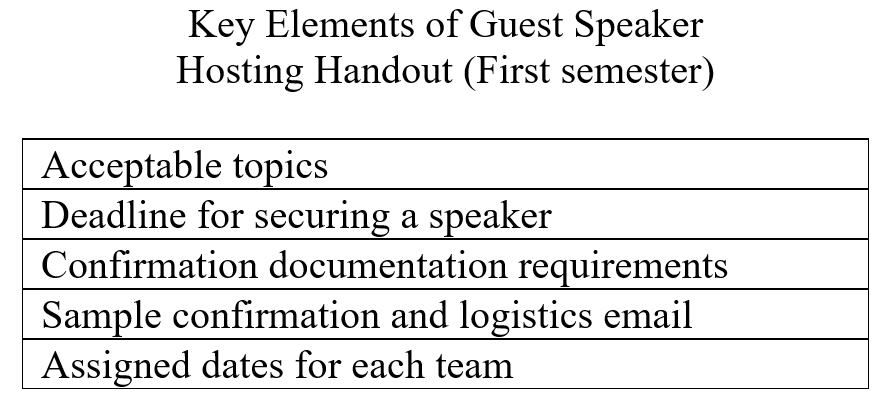 Key Elements of Guest Speaker
Hosting Handout (First semester)
Acceptable topics
Deadline for securing a speaker
Confirmation documentation requirements
Sample confirmation and logistics email
Assigned dates for each team